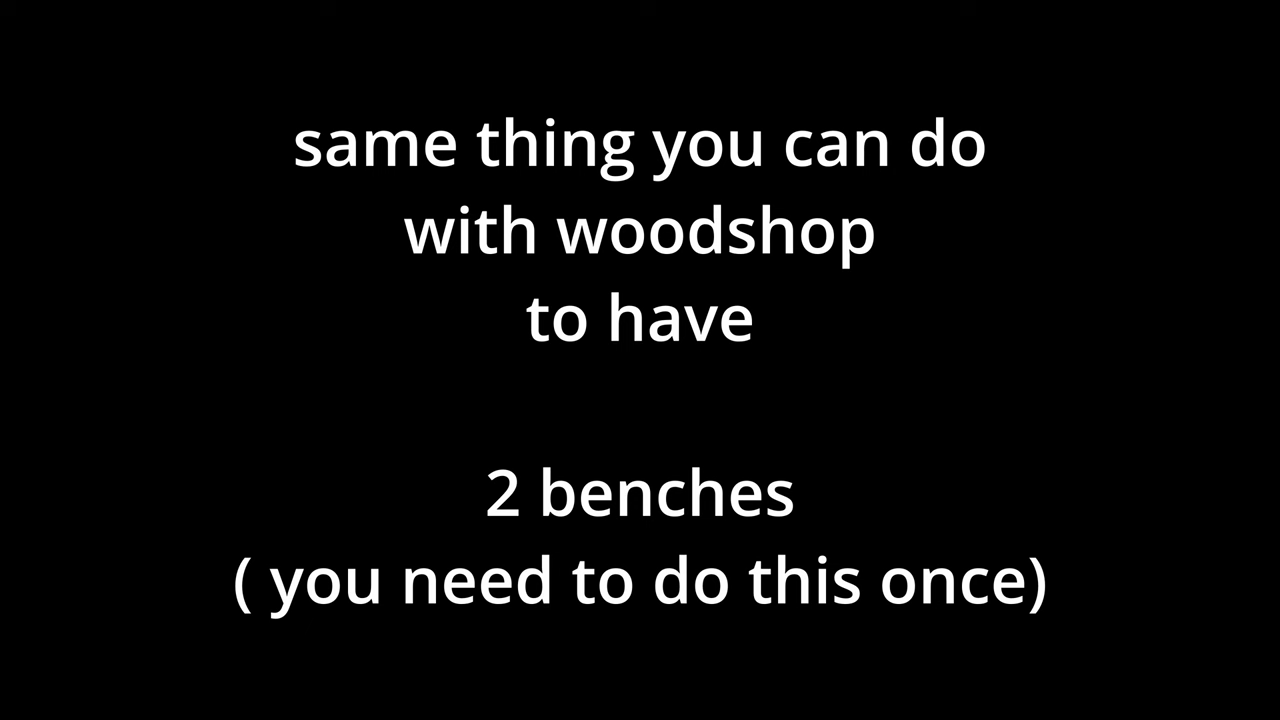 same thing you can do
with woodshop
to have
2 benches
( you need to do this once)